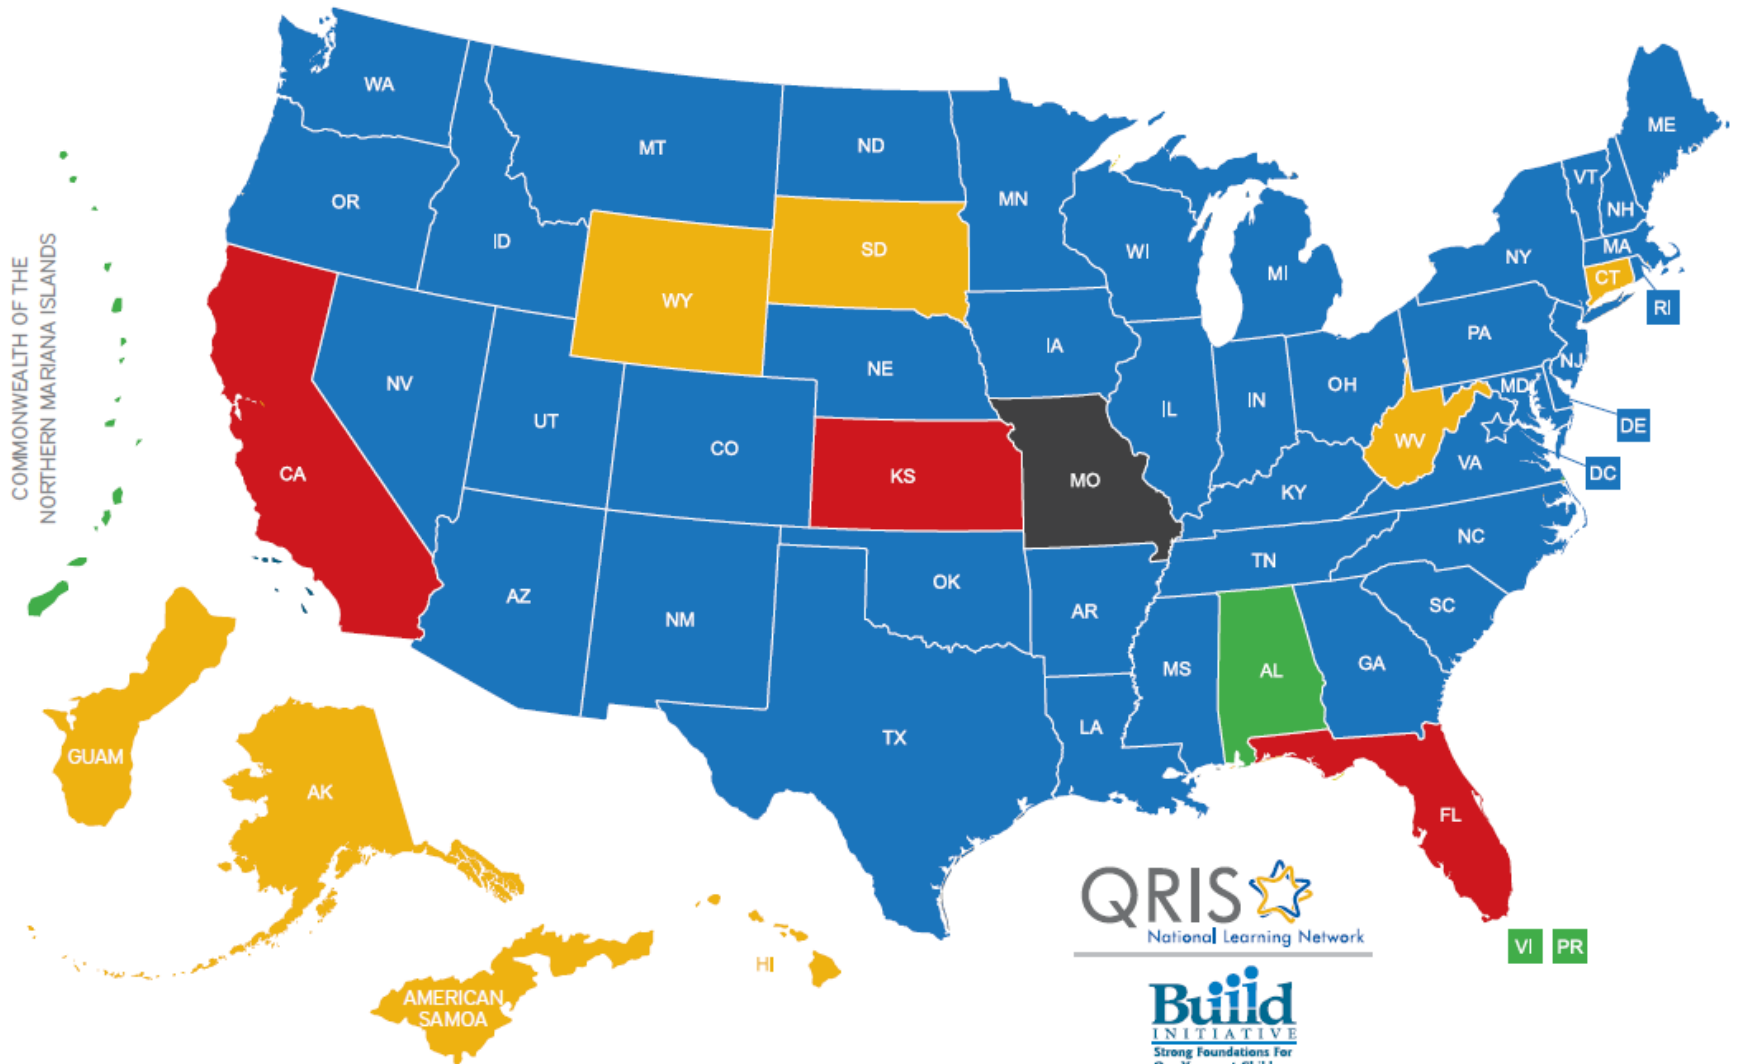 WA
MT
ND
MN
ME
OR
ID
SD
WI
MI
NY
VT
NH
MA
CT
RI
WY
NE
IA
PA
NJ
NV
UT
CO
KS
MO
IL
IN
OH
WV
MD
DE
DC
VA
KY
CA
AZ
NM
OK
AR
TN
NC
SC
MS
AL
GA
TX
LA
FL
COMMONWEALTH OF THE
NORTHERN MARIANA ISLANDS
GUAM
AK
HI
AMERICAN
SAMOA
VI
PR
QRIS
National Learning Network
Build
INITIATIVE
Strong Foundations For